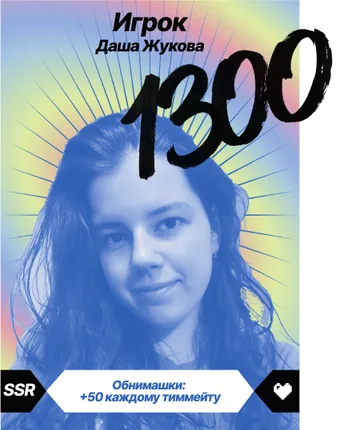 Игрок
Даша Жукова
1300
SSR
Обнимашки:
+50 каждому тиммейту